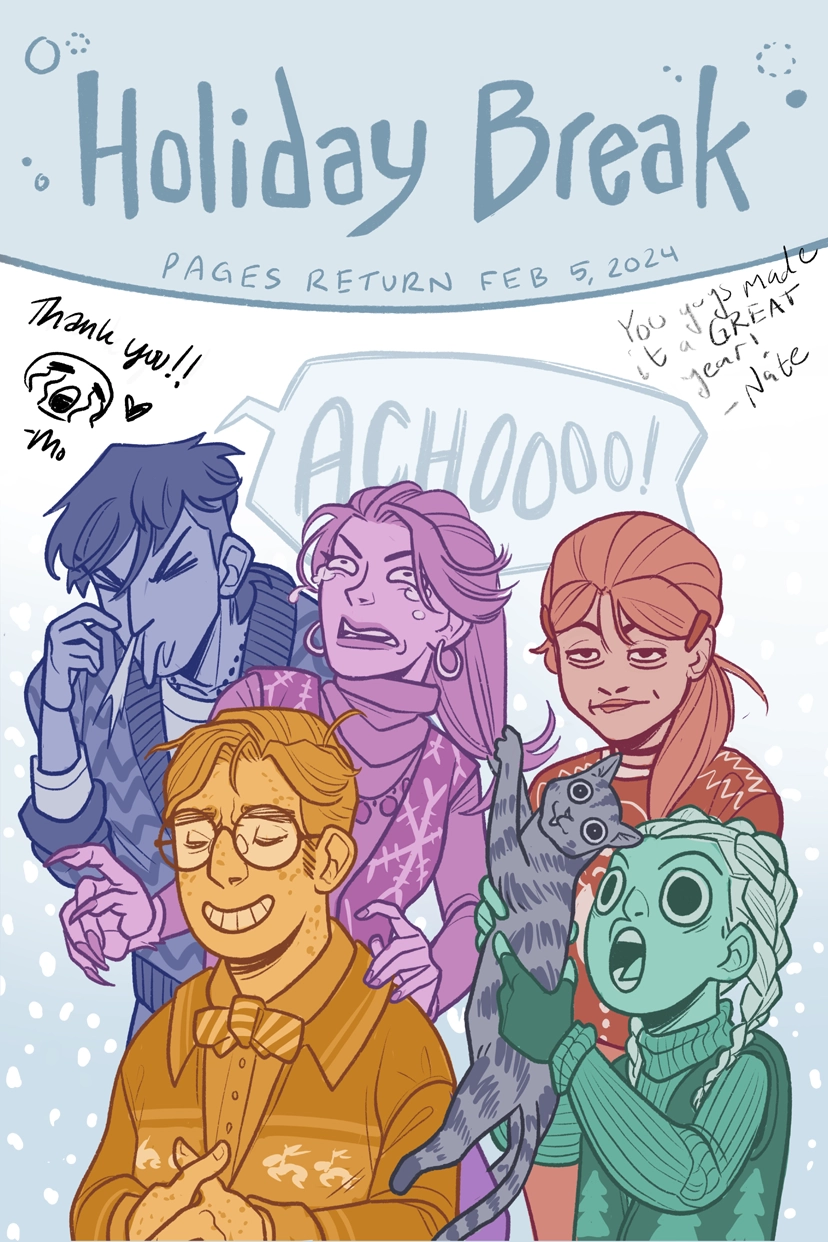 Holiday Break
PAGES RETURN FEB 5, 2024
Thank you!!
-Mo
You guys made
it a GREAT
year!
- Nate
ACHOOOO!